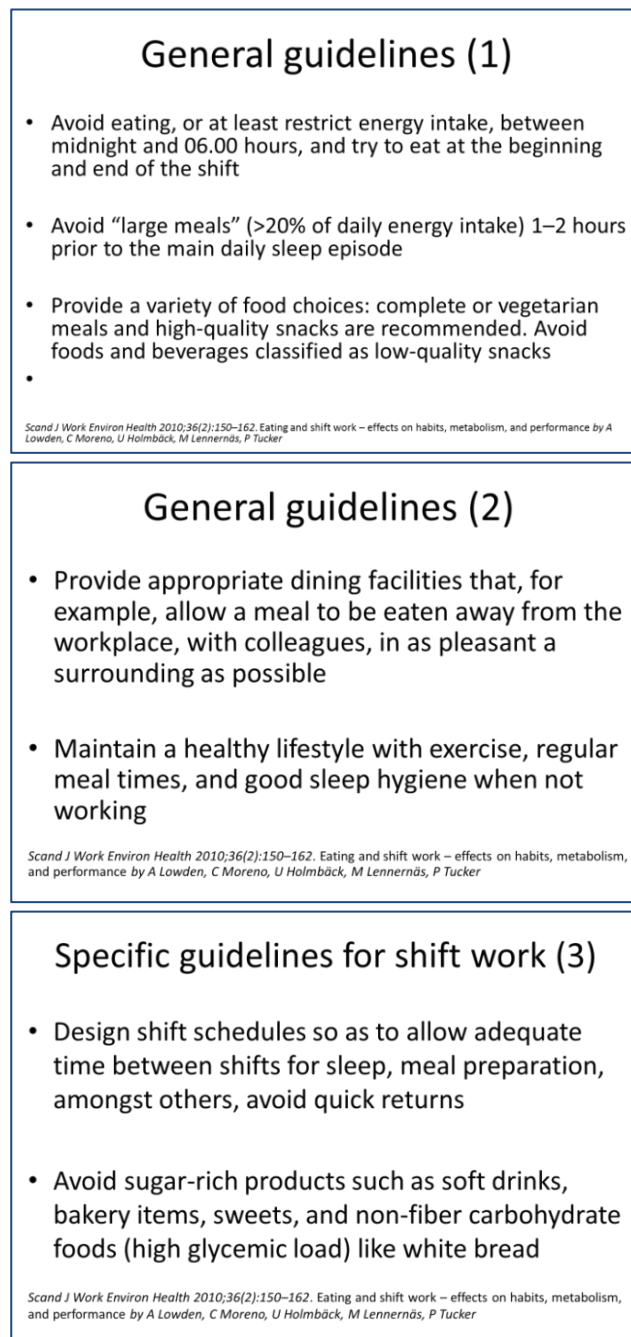 General guidelines (1)
• Avoid eating, or at least restrict energy intake, between
midnight and 06.00 hours, and try to eat at the beginning
and end of the shift
• Avoid “large meals” (>20% of daily energy intake) 1–2 hours
prior to the main daily sleep episode
• Provide a variety of food choices: complete or vegetarian
meals and high-quality snacks are recommended. Avoid
foods and beverages classified as low-quality snacks
•
Scand J Work Environ Health 2010;36(2):150–162. Eating and shift work – effects on habits, metabolism, and performance by A
Lowden, C Moreno, U Holmbäck, M Lennernäs, P Tucker
General guidelines (2)
• Provide appropriate dining facilities that, for
example, allow a meal to be eaten away from the
workplace, with colleagues, in as pleasant a
surrounding as possible
• Maintain a healthy lifestyle with exercise, regular
meal times, and good sleep hygiene when not
working
Scand J Work Environ Health 2010;36(2):150–162. Eating and shift work – effects on habits, metabolism,
and performance by A Lowden, C Moreno, U Holmbäck, M Lennernäs, P Tucker
Specific guidelines for shift work (3)
• Design shift schedules so as to allow adequate
time between shifts for sleep, meal preparation,
amongst others, avoid quick returns
• Avoid sugar-rich products such as soft drinks,
bakery items, sweets, and non-fiber carbohydrate
foods (high glycemic load) like white bread
Scand J Work Environ Health 2010;36(2):150–162. Eating and shift work – effects on habits, metabolism,
and performance by A Lowden, C Moreno, U Holmbäck, M Lennernäs, P Tucker